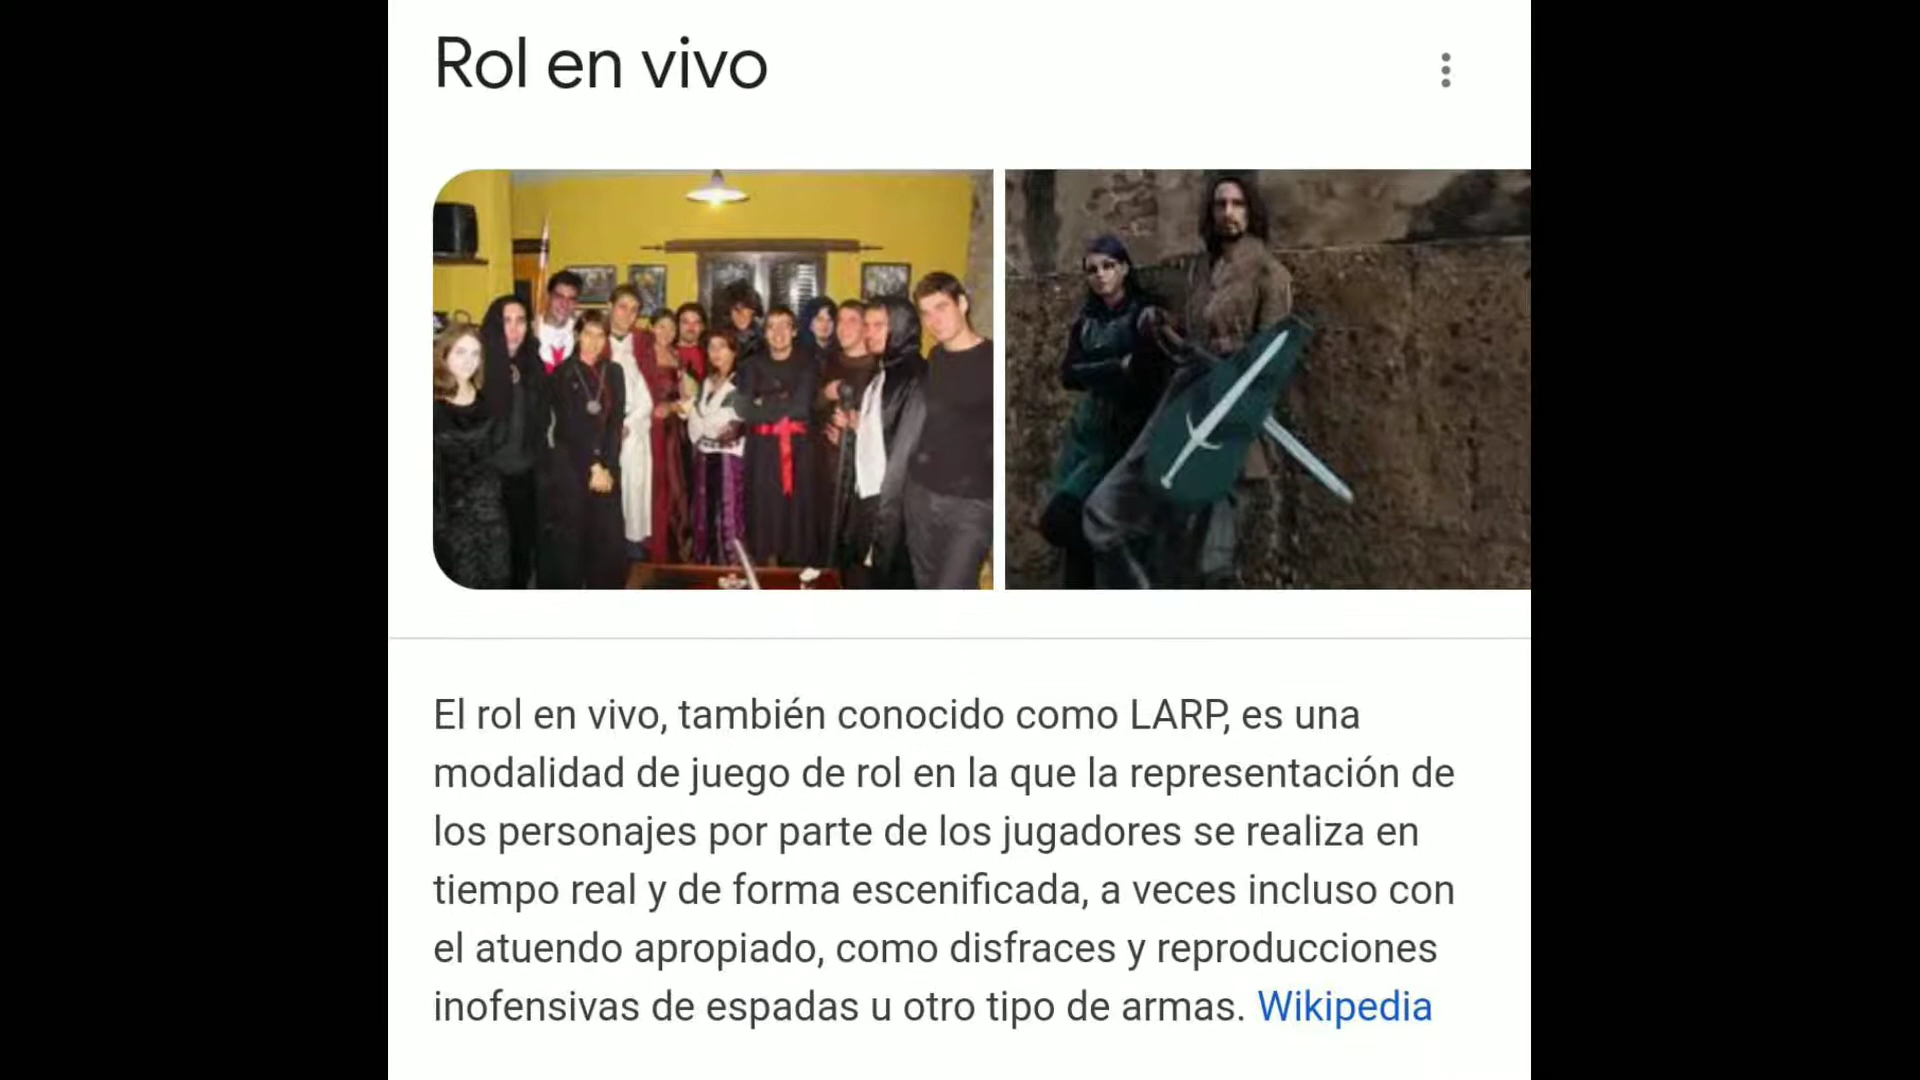 Rol en vivo
El rol en vivo, también conocido como LARP, es una
modalidad de juego de rol en la que la representación de
los personajes por parte de los jugadores se realiza en
tiempo real y de forma escenificada, a veces incluso con
el atuendo apropiado, como disfraces y reproducciones
inofensivas de espadas u otro tipo de armas. Wikipedia